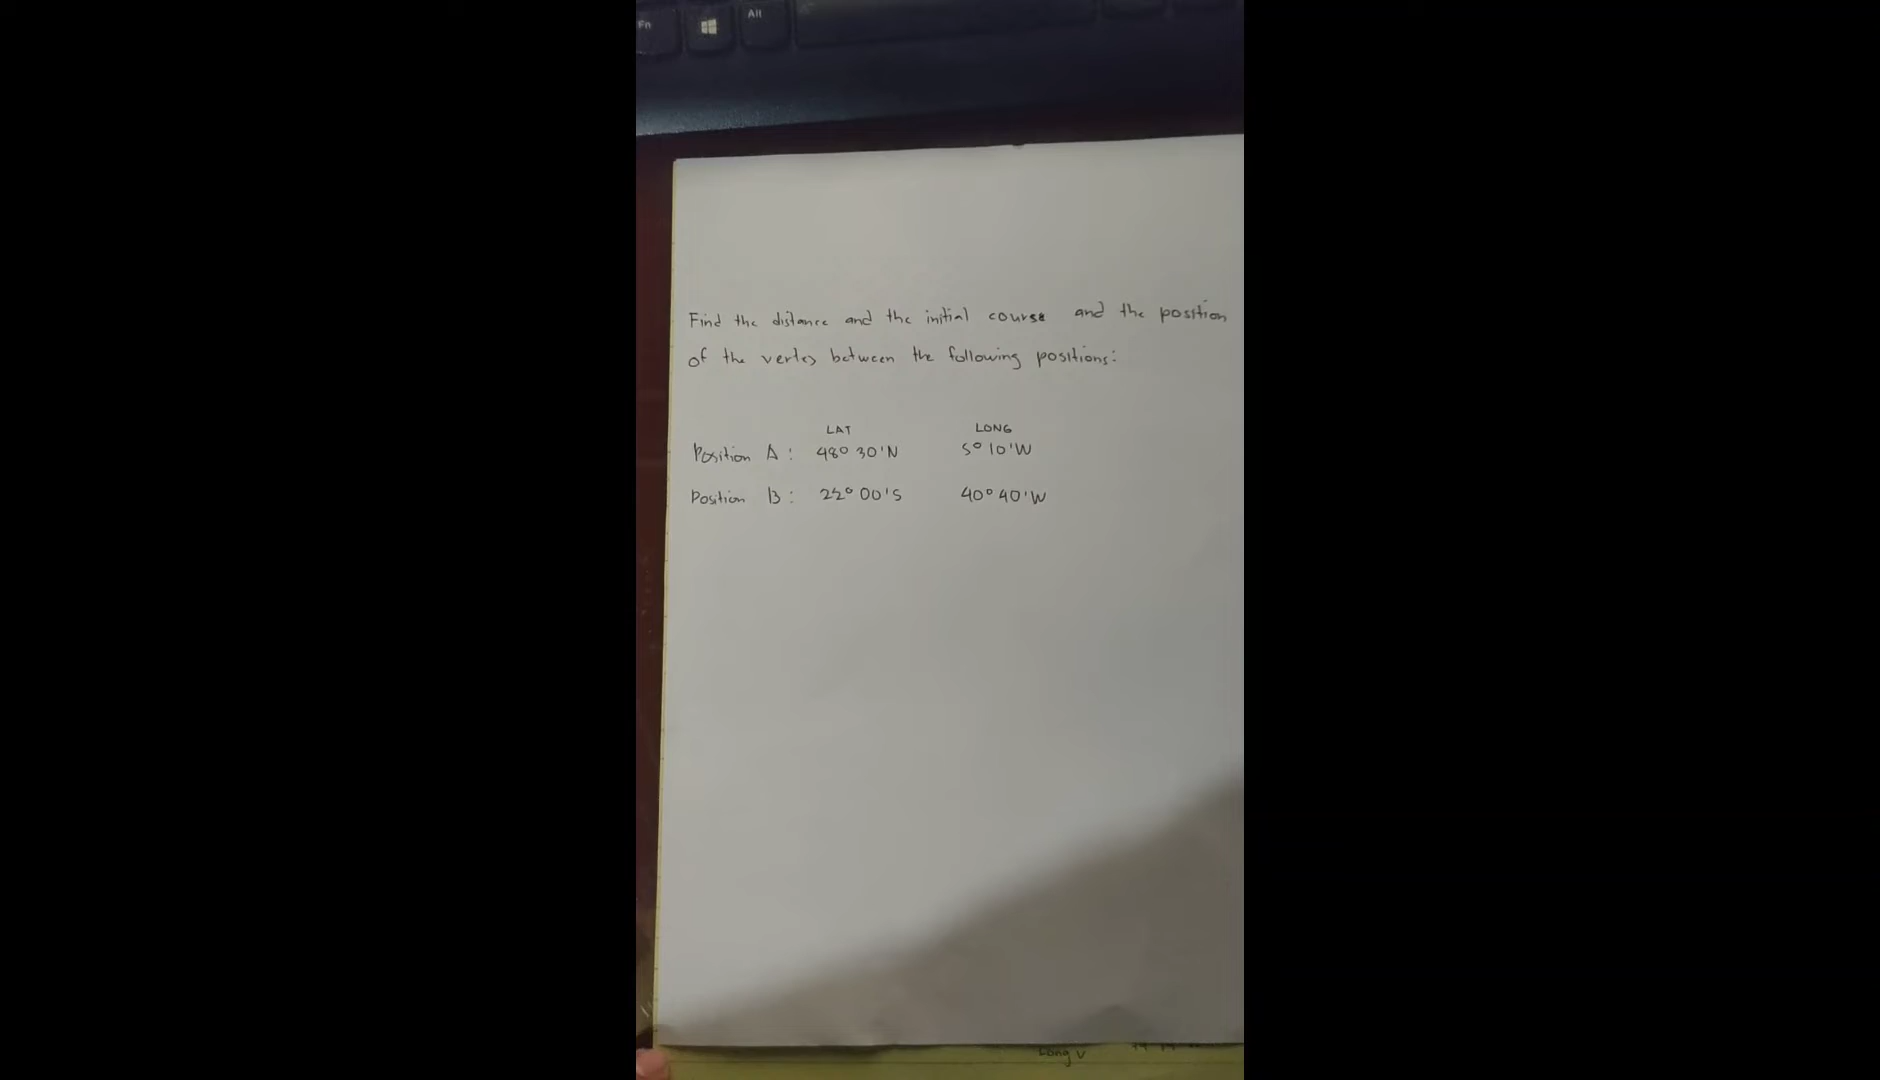 Fn
Alt
Find the distance and the initial course and the position
of the vertex between the following positions:
LAT LONG
Position A : 48° 30'N 5° 10'W
Position B : 22° 00'S 40° 40'W
Long v